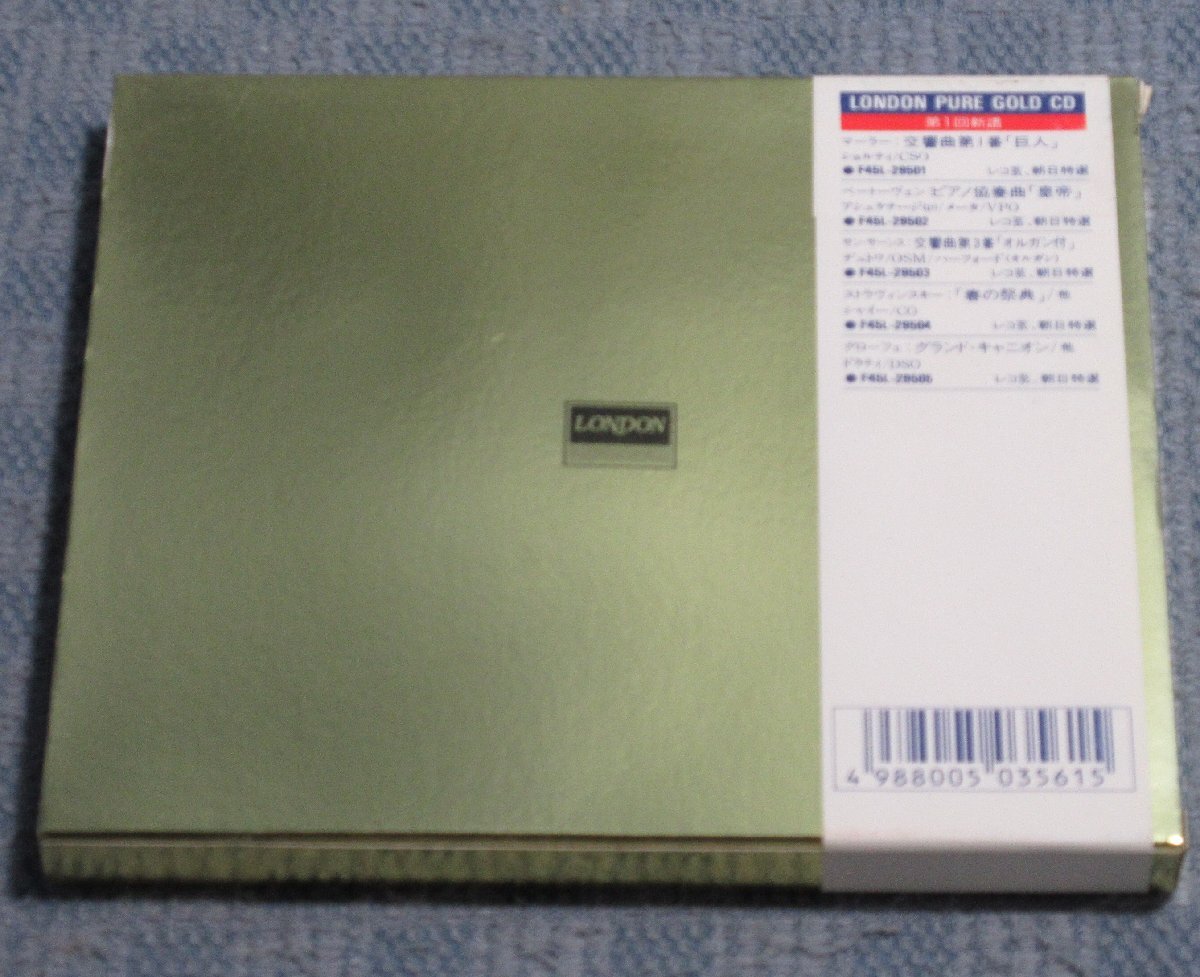 LONDON PURE GOLD CD
第1回新譜
マーラー:交響曲第1番「巨人」
ショルティ/CSO
●F45L-29501 レコ芸、朝日特選
ベートーヴェン:ピアノ協奏曲「皇帝」
アシュケナージ(p)/メータ/VPO
●F45L-29502 レコ芸、朝日特選
サン=サーンス:交響曲第3番「オルガン付」
デュトワ/OSM/ハーフォード(オルガン)
●F45L-29503 レコ芸、朝日特選
ストラヴィンスキー:「春の祭典」/他
シャイー/CO
●F45L-29504 レコ芸、朝日特選
グローフェ:グランド・キャニオン/他
ドラティ/DSO
●F45L-29505 レコ芸、朝日特選
LONDON
4 988005 035615